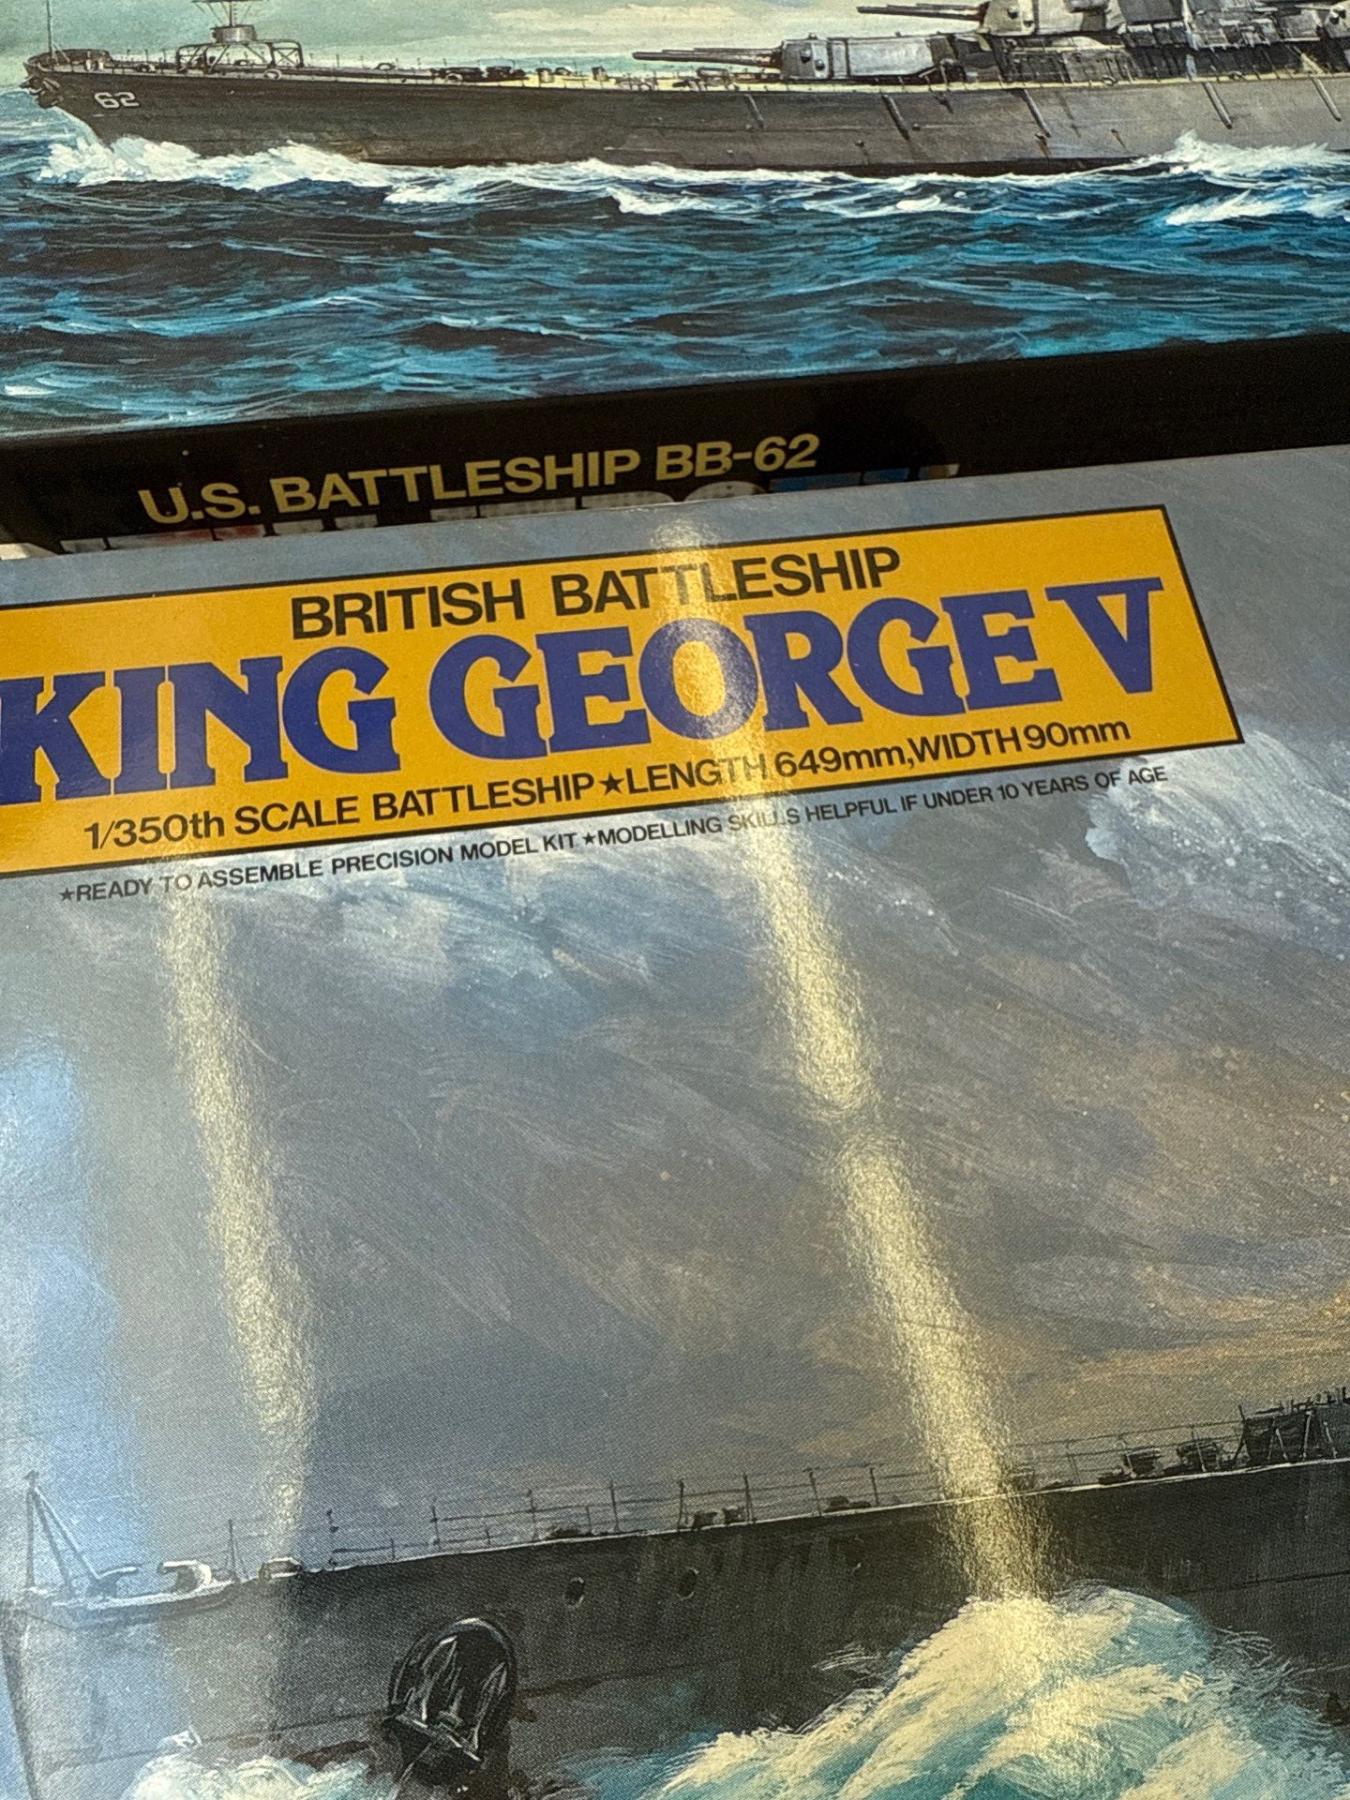 62
U.S. BATTLESHIP BB-62
BRITISH BATTLESHIP
KING GEORGE V
1/350th SCALE BATTLESHIP★LENGTH 649mm,WIDTH 90mm
★READY TO ASSEMBLE PRECISION MODEL KIT ★MODELLING SKILLS HELPFUL IF UNDER 10 YEARS OF AGE